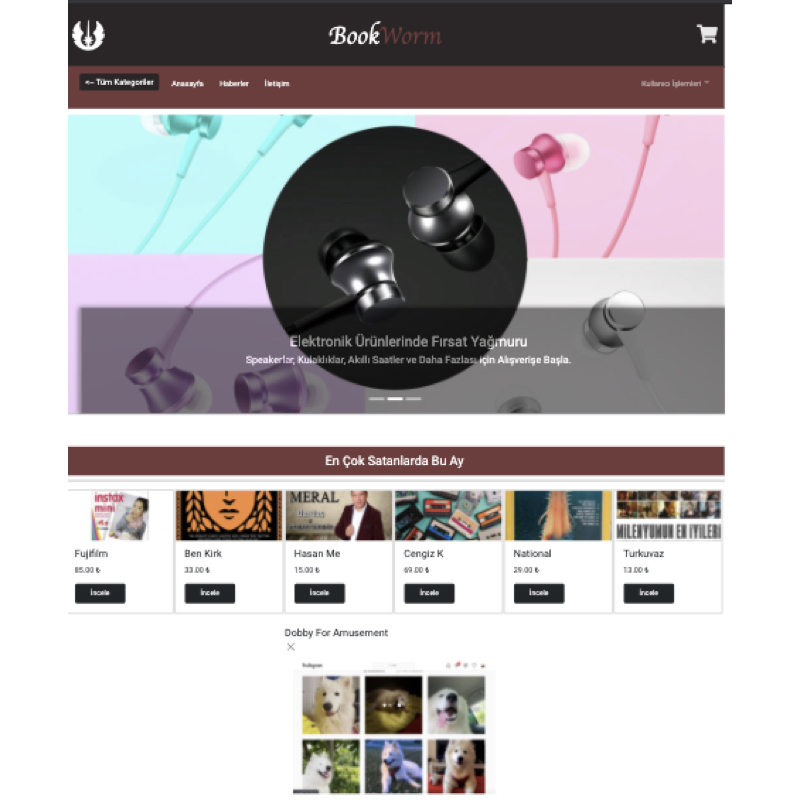 BookWorm
<- Tüm Kategoriler Anasayfa Haberler İletişim Kullanıcı İşlemleri
Elektronik Ürünlerinde Fırsat Yağmuru
Speakerlar, Kulaklıklar, Akıllı Saatler ve Daha Fazlası için Alışverişe Başla.
En Çok Satanlarda Bu Ay
instax
mini
MERAL
MİLENYUMUN EN İYİLERİ
Fujifilm Ben Kirk Hasan Me Cengiz K National Turkuvaz
85.00 ₺ 33.00 ₺ 15.00 ₺ 69.00 ₺ 29.00 ₺ 13.00 ₺
İncele İncele İncele İncele İncele İncele
Dobby For Amusement
Instagram